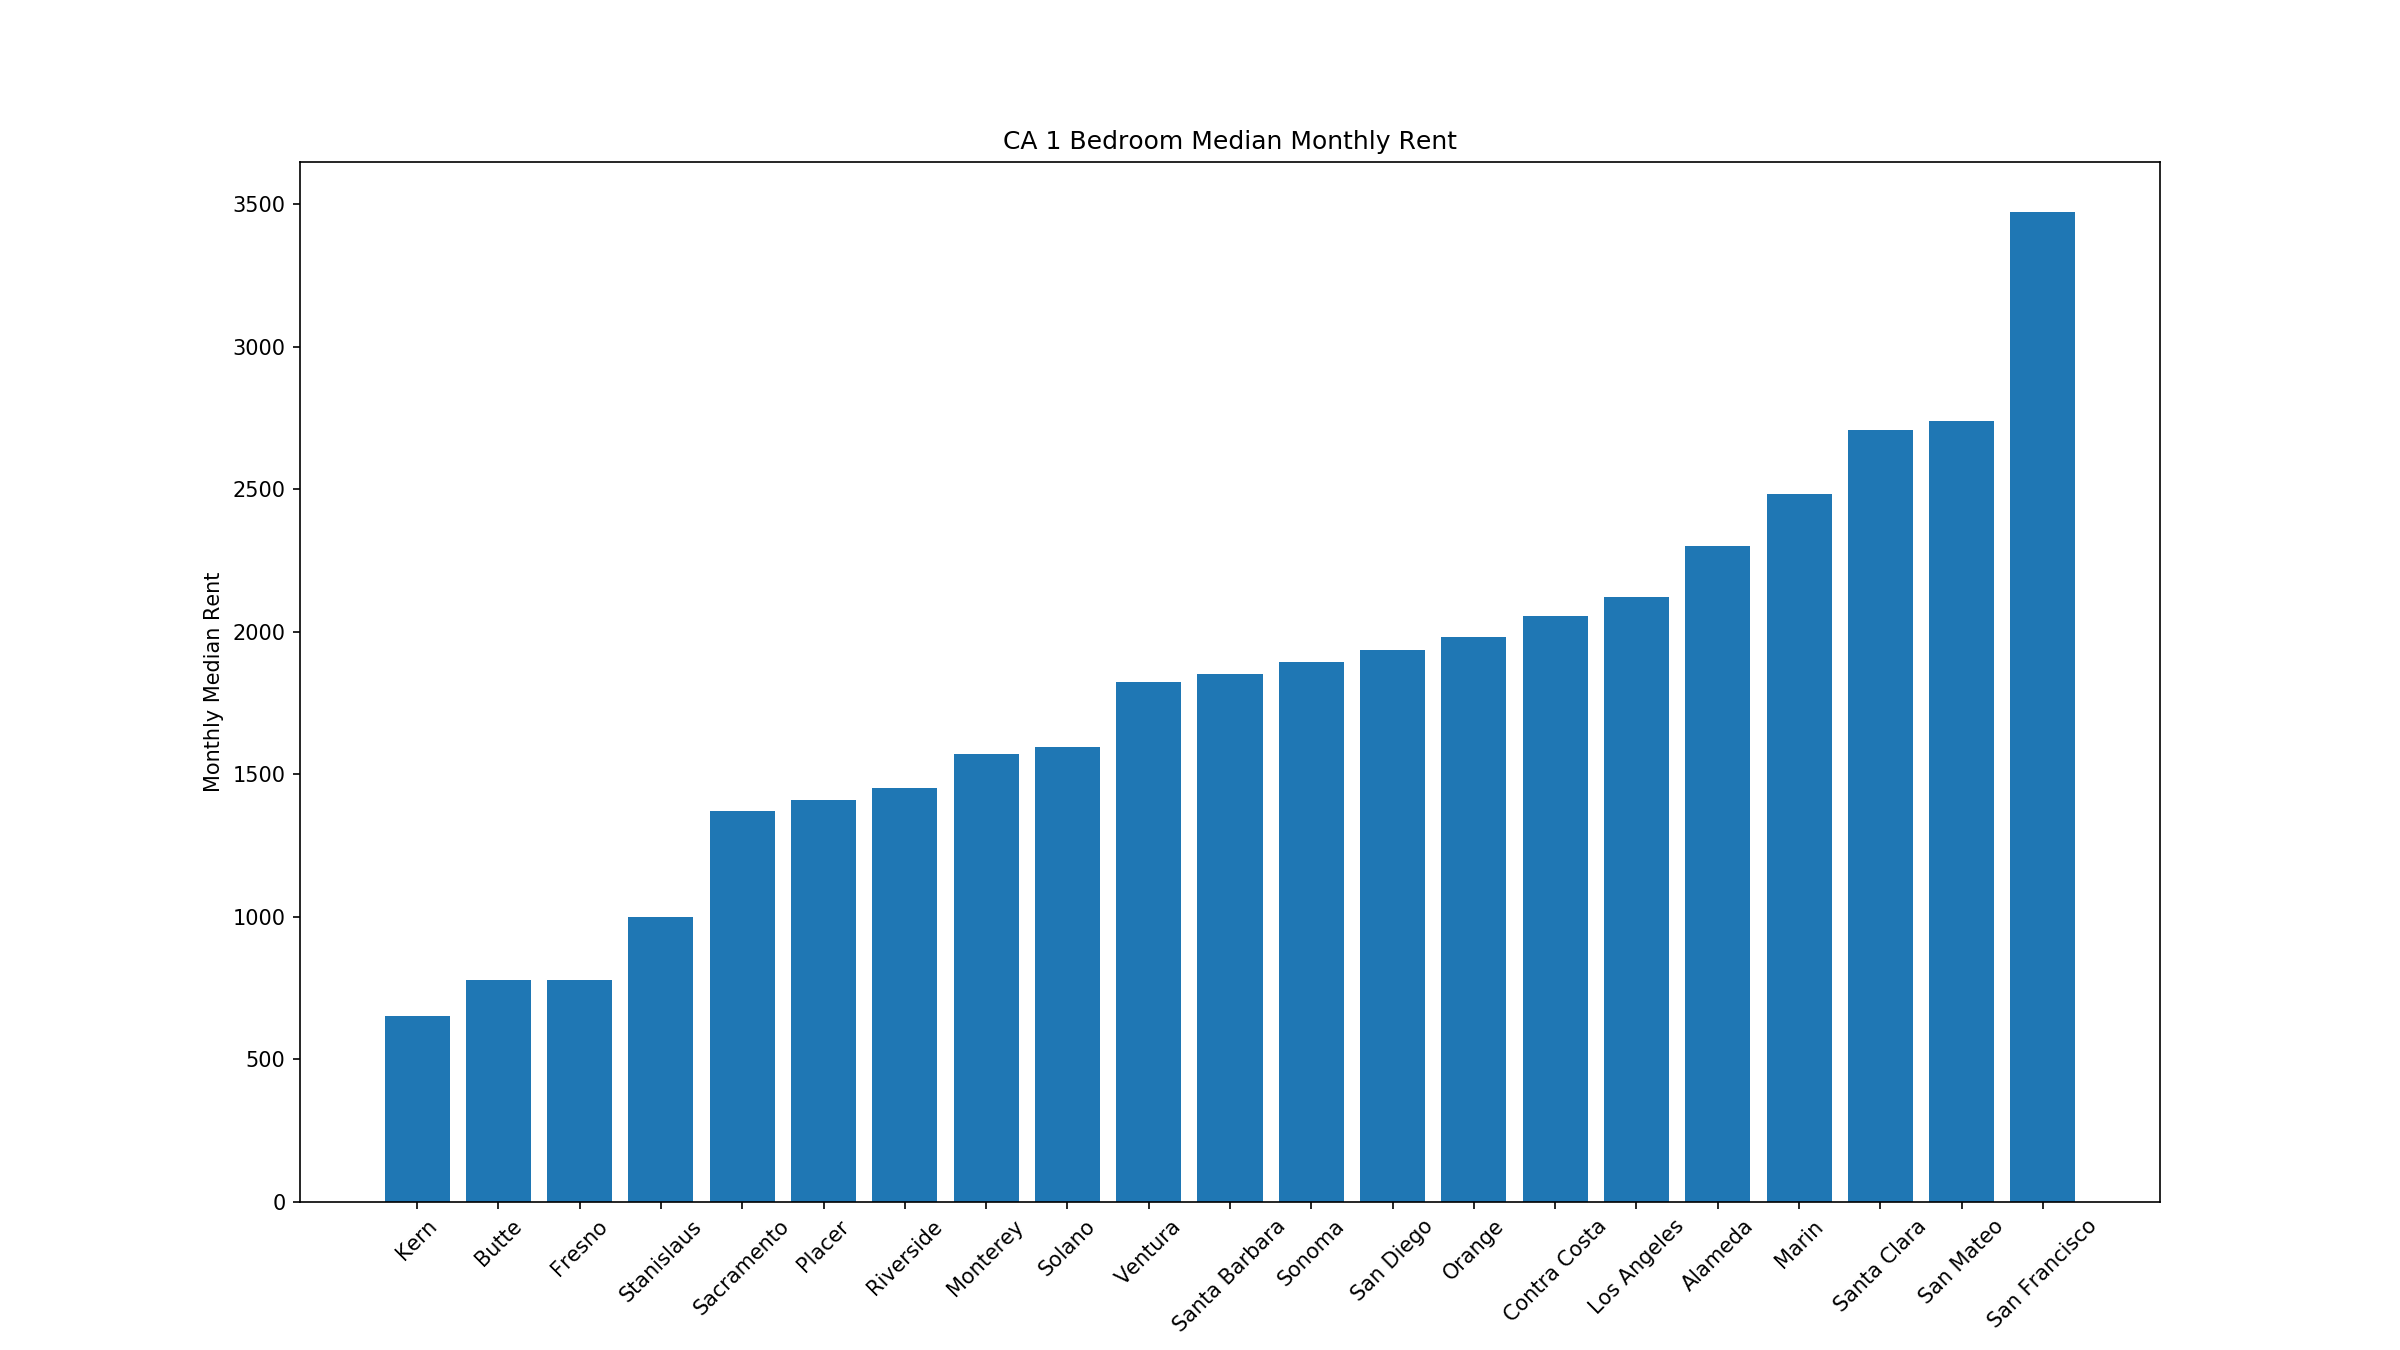 CA 1 Bedroom Median Monthly Rent
Monthly Median Rent
3500
3000
2500
2000
1500
1000
500
0
Kern
Butte
Fresno
Stanislaus
Sacramento
Placer
Riverside
Monterey
Solano
Ventura
Santa Barbara
Sonoma
San Diego
Orange
Contra Costa
Los Angeles
Alameda
Marin
Santa Clara
San Mateo
San Francisco